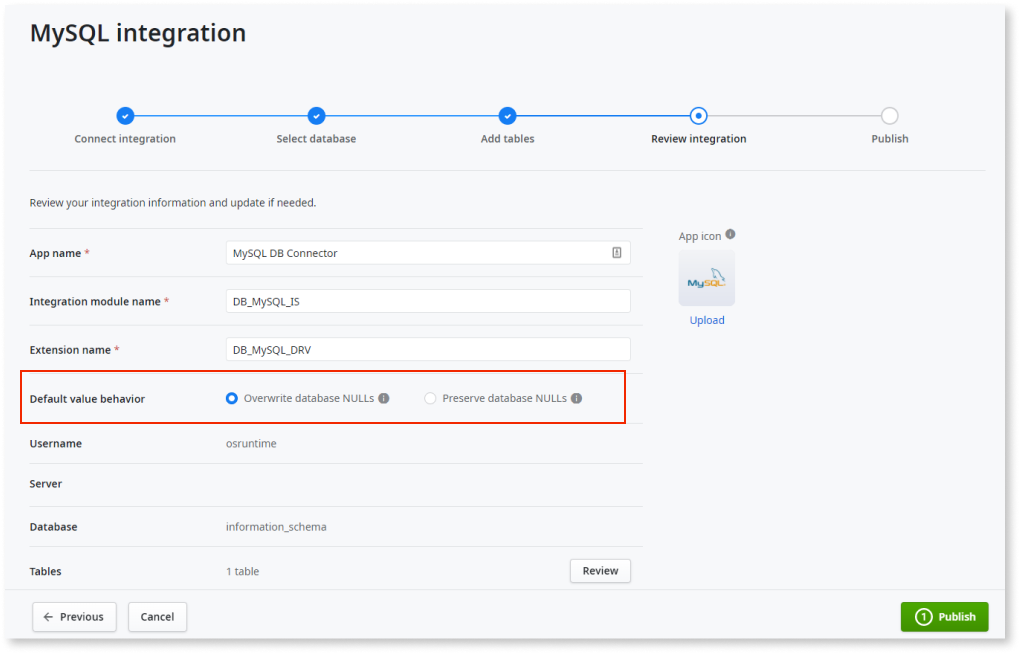 MySQL integration
Connect integration Select database Add tables Review integration Publish
Review your integration information and update if needed.
App icon
App name * MySQL DB Connector
MySQL
Integration module name * DB_MySQL_IS
Upload
Extension name * DB_MySQL_DRV
Default value behavior Overwrite database NULLs Preserve database NULLs
Username osruntime
Server
Database information_schema
Tables 1 table Review
← Previous Cancel 1 Publish